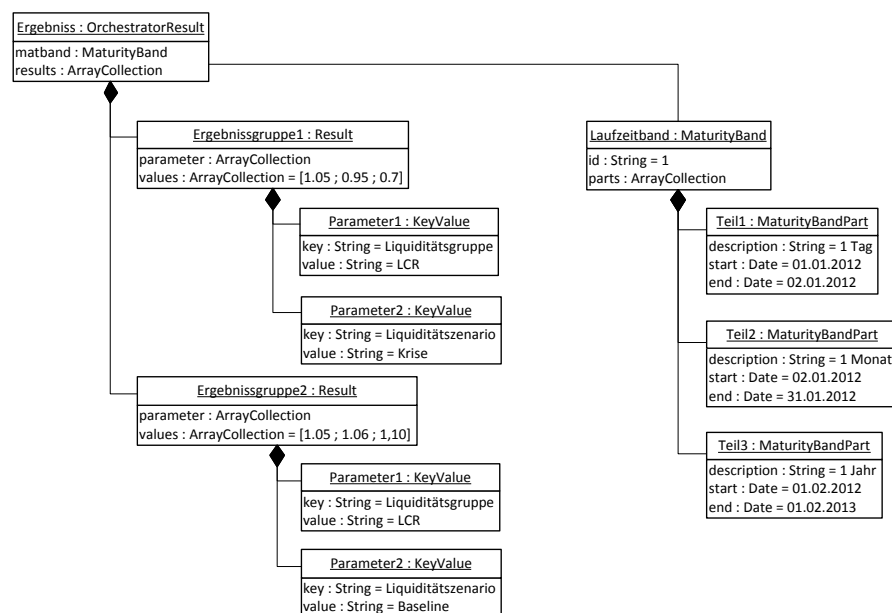 Ergebniss : OrchestratorResult
matband : MaturityBand
results : ArrayCollection
Ergebnissgruppe1 : Result
parameter : ArrayCollection
values : ArrayCollection = [1.05 ; 0.95 ; 0.7]
Parameter1 : KeyValue
key : String = Liquiditätsgruppe
value : String = LCR
Parameter2 : KeyValue
key : String = Liquiditätszenario
value : String = Krise
Ergebnissgruppe2 : Result
parameter : ArrayCollection
values : ArrayCollection = [1.05 ; 1.06 ; 1,10]
Parameter1 : KeyValue
key : String = Liquiditätsgruppe
value : String = LCR
Parameter2 : KeyValue
key : String = Liquiditätszenario
value : String = Baseline
Laufzeitband : MaturityBand
id : String = 1
parts : ArrayCollection
Teil1 : MaturityBandPart
description : String = 1 Tag
start : Date = 01.01.2012
end : Date = 02.01.2012
Teil2 : MaturityBandPart
description : String = 1 Monat
start : Date = 02.01.2012
end : Date = 31.01.2012
Teil3 : MaturityBandPart
description : String = 1 Jahr
start : Date = 01.02.2012
end : Date = 01.02.2013